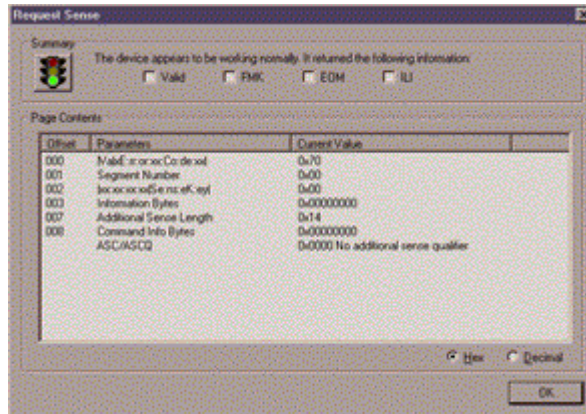 Request Sense
Summary
The device appears to be working normally. It returned the following information:
Valid FMK EOM ILI
Page Contents
Offset Parameters Current Value
000 0x70
001 Segment Number 0x00
002 0x00
003 Information Bytes 0x00000000
007 Additional Sense Length 0x14
008 Command Info Bytes 0x00000000
ASC/ASCQ 0x0000 No additional sense qualifier
Hex Decimal
OK